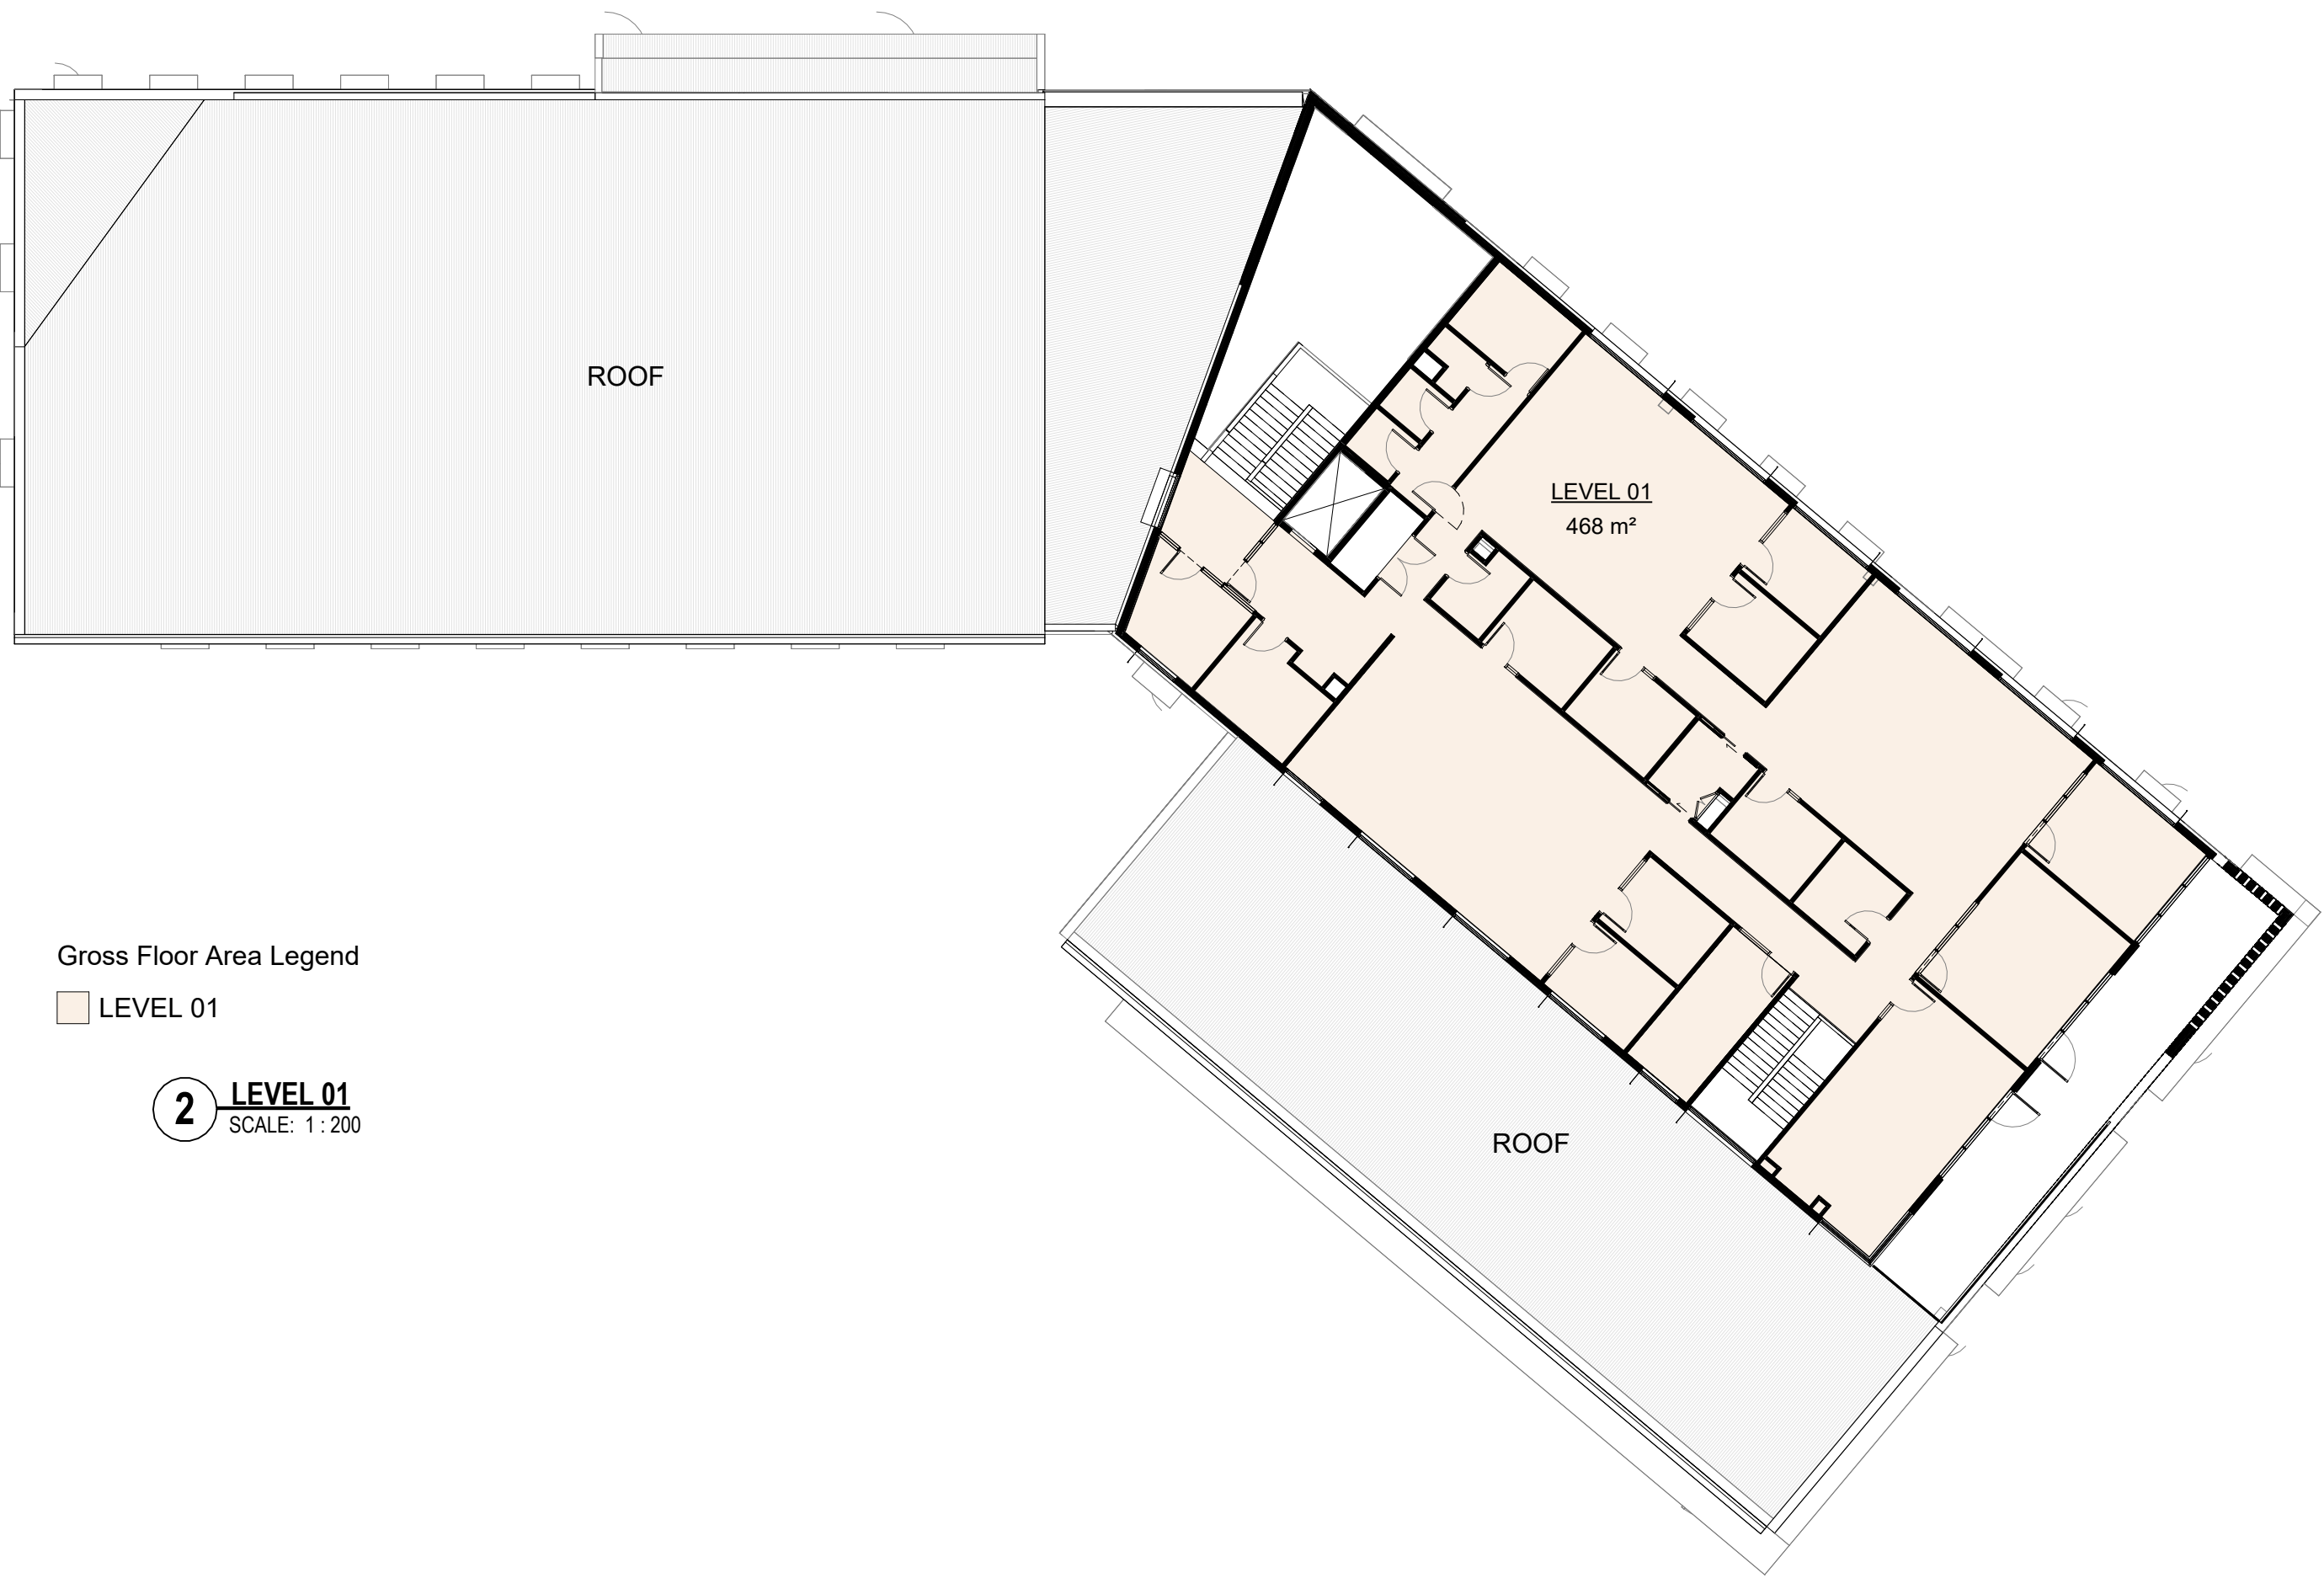 ROOF
LEVEL 01
468 m²
Gross Floor Area Legend
LEVEL 01
2
LEVEL 01
SCALE: 1 : 200
ROOF